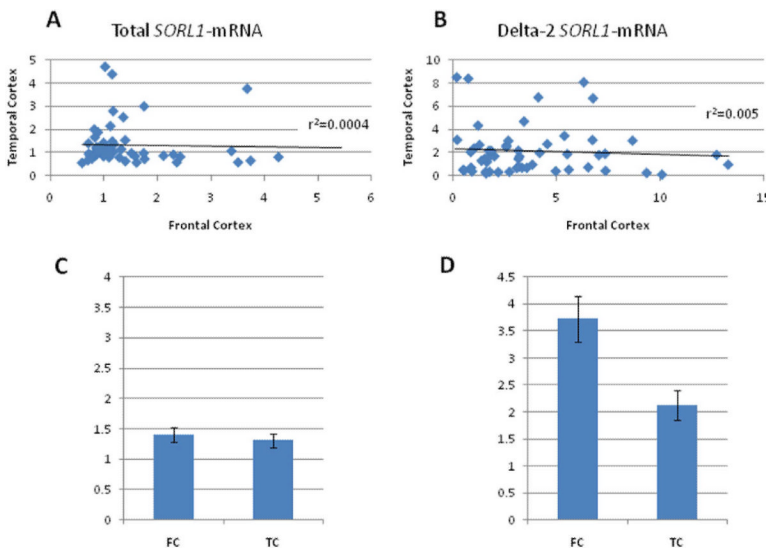 A
Total SORL1-mRNA
Temporal Cortex
5
4
3
2
1
0
r²=0.0004
0 1 2 3 4 5 6
Frontal Cortex
B
Delta-2 SORL1-mRNA
Temporal Cortex
10
8
6
4
2
0
r²=0.005
0 5 10 15
Frontal Cortex
C
4
3.5
3
2.5
2
1.5
1
0.5
0
FC TC
D
4.5
4
3.5
3
2.5
2
1.5
1
0.5
0
FC TC